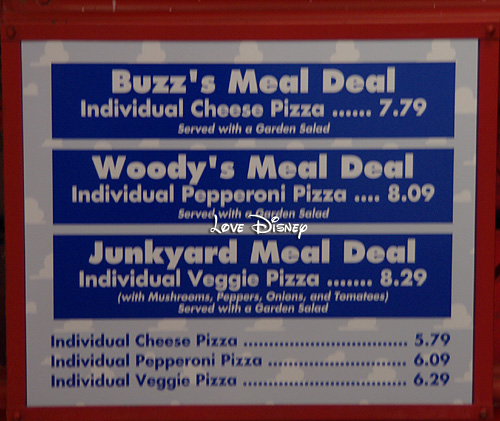 Buzz's Meal Deal
Individual Cheese Pizza ...... 7.79
Served with a Garden Salad
Woody's Meal Deal
Individual Pepperoni Pizza .... 8.09
Served with a Garden Salad
Love Disney
Junkyard Meal Deal
Individual Veggie Pizza ....... 8.29
(with Mushrooms, Peppers, Onions, and Tomatoes)
Served with a Garden Salad
Individual Cheese Pizza ................................. 5.79
Individual Pepperoni Pizza ............................ 6.09
Individual Veggie Pizza ................................. 6.29